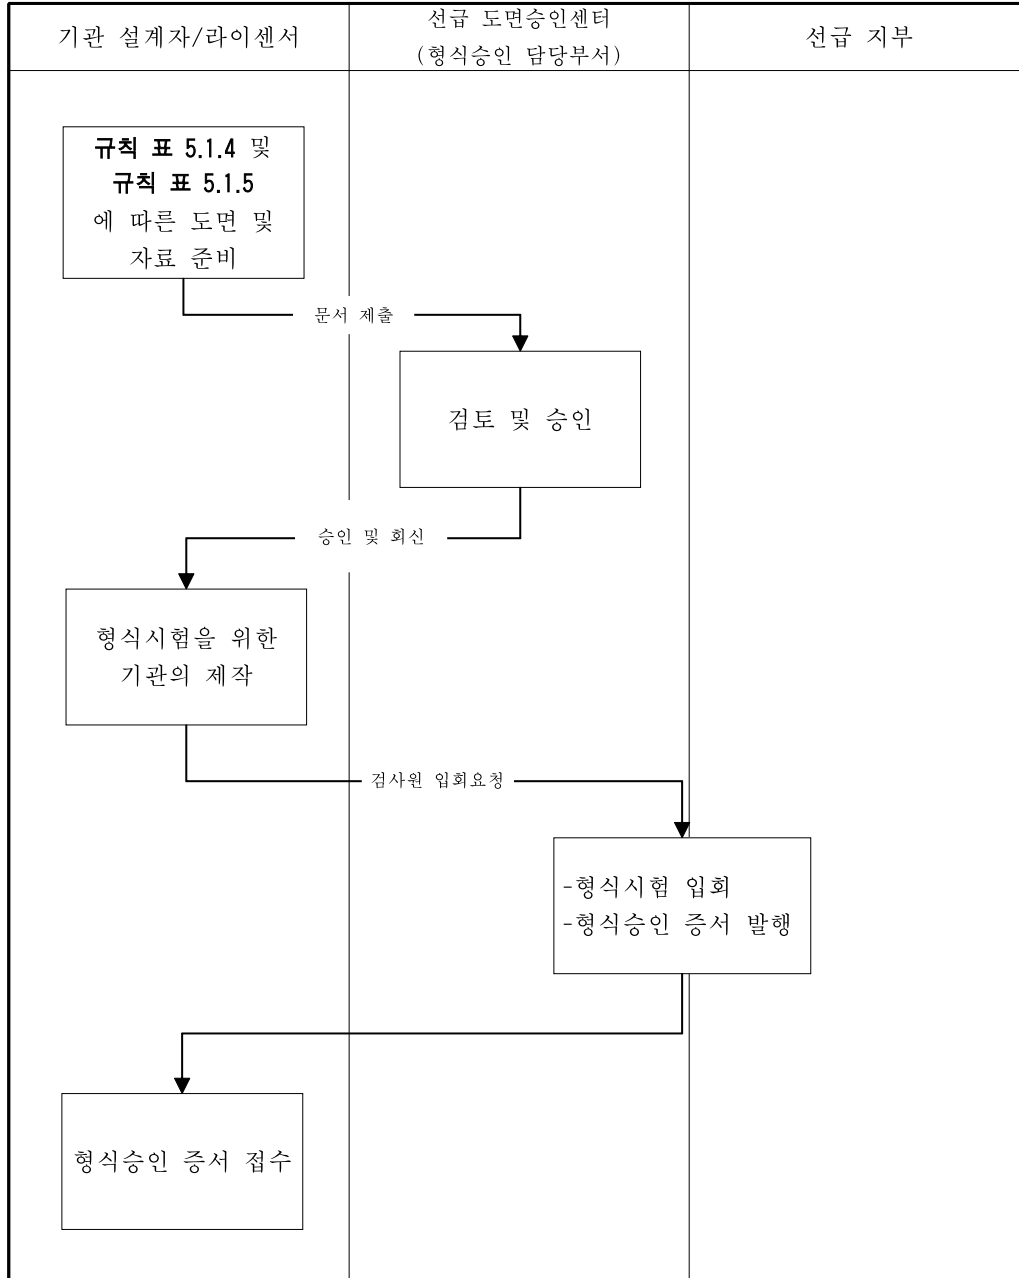 기관 설계자/라이센서
선급 도면승인센터
(형식승인 담당부서)
선급 지부
규칙 표 5.1.4 및
규칙 표 5.1.5
에 따른 도면 및
자료 준비
문서 제출
검토 및 승인
승인 및 회신
형식시험을 위한
기관의 제작
검사원 입회요청
-형식시험 입회
-형식승인 증서 발행
형식승인 증서 접수